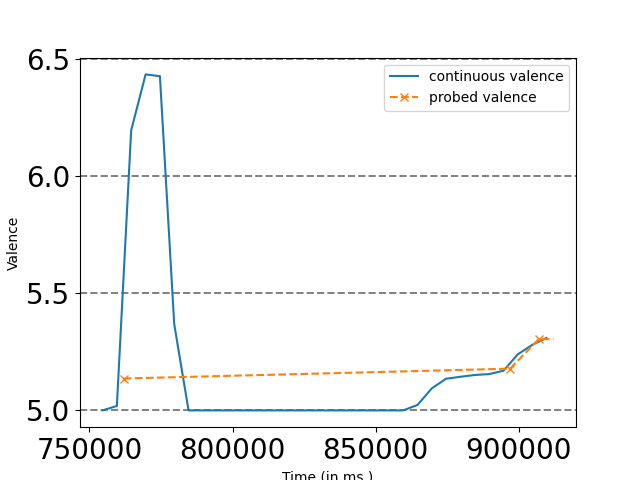 6.5
continuous valence
probed valence
6.0
Valence
5.5
5.0
750000 800000 850000 900000
Time (in ms.)